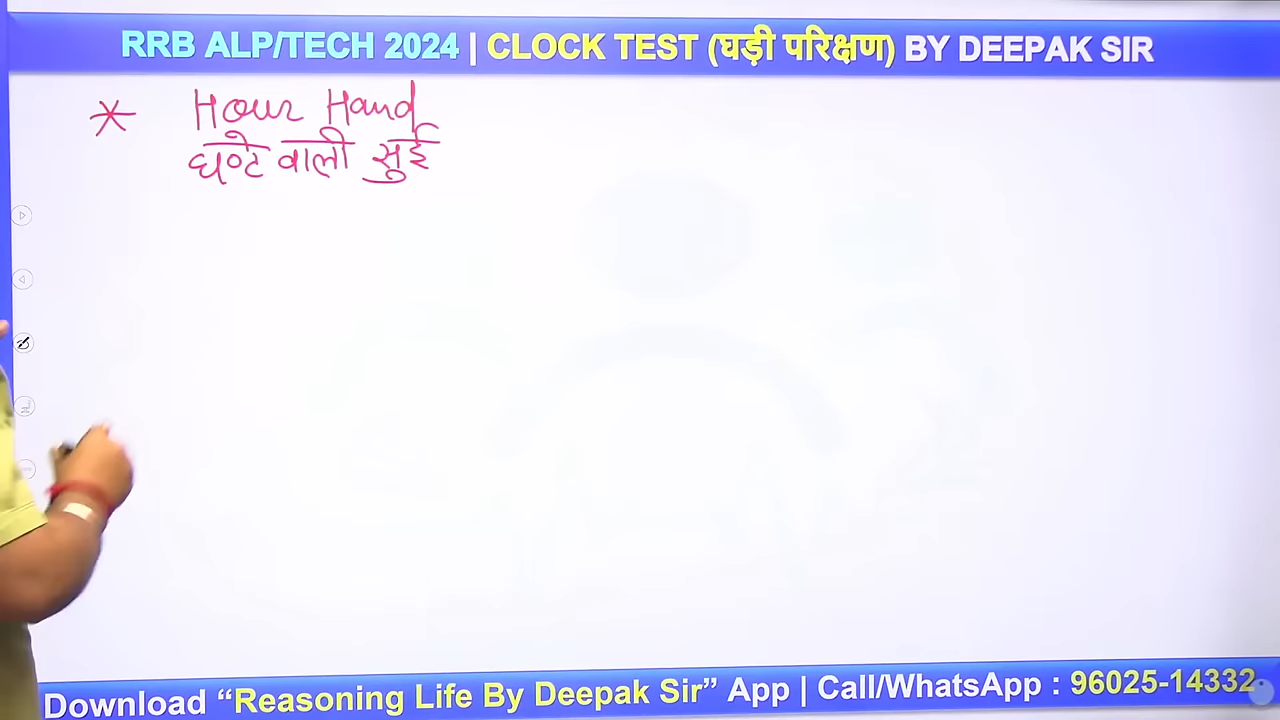 RRB ALP/TECH 2024 | CLOCK TEST (घड़ी परिक्षण) BY DEEPAK SIR
* Hour Hand
घण्टे वाली सुई
Download “Reasoning Life By Deepak Sir” App | Call/WhatsApp : 96025-14332